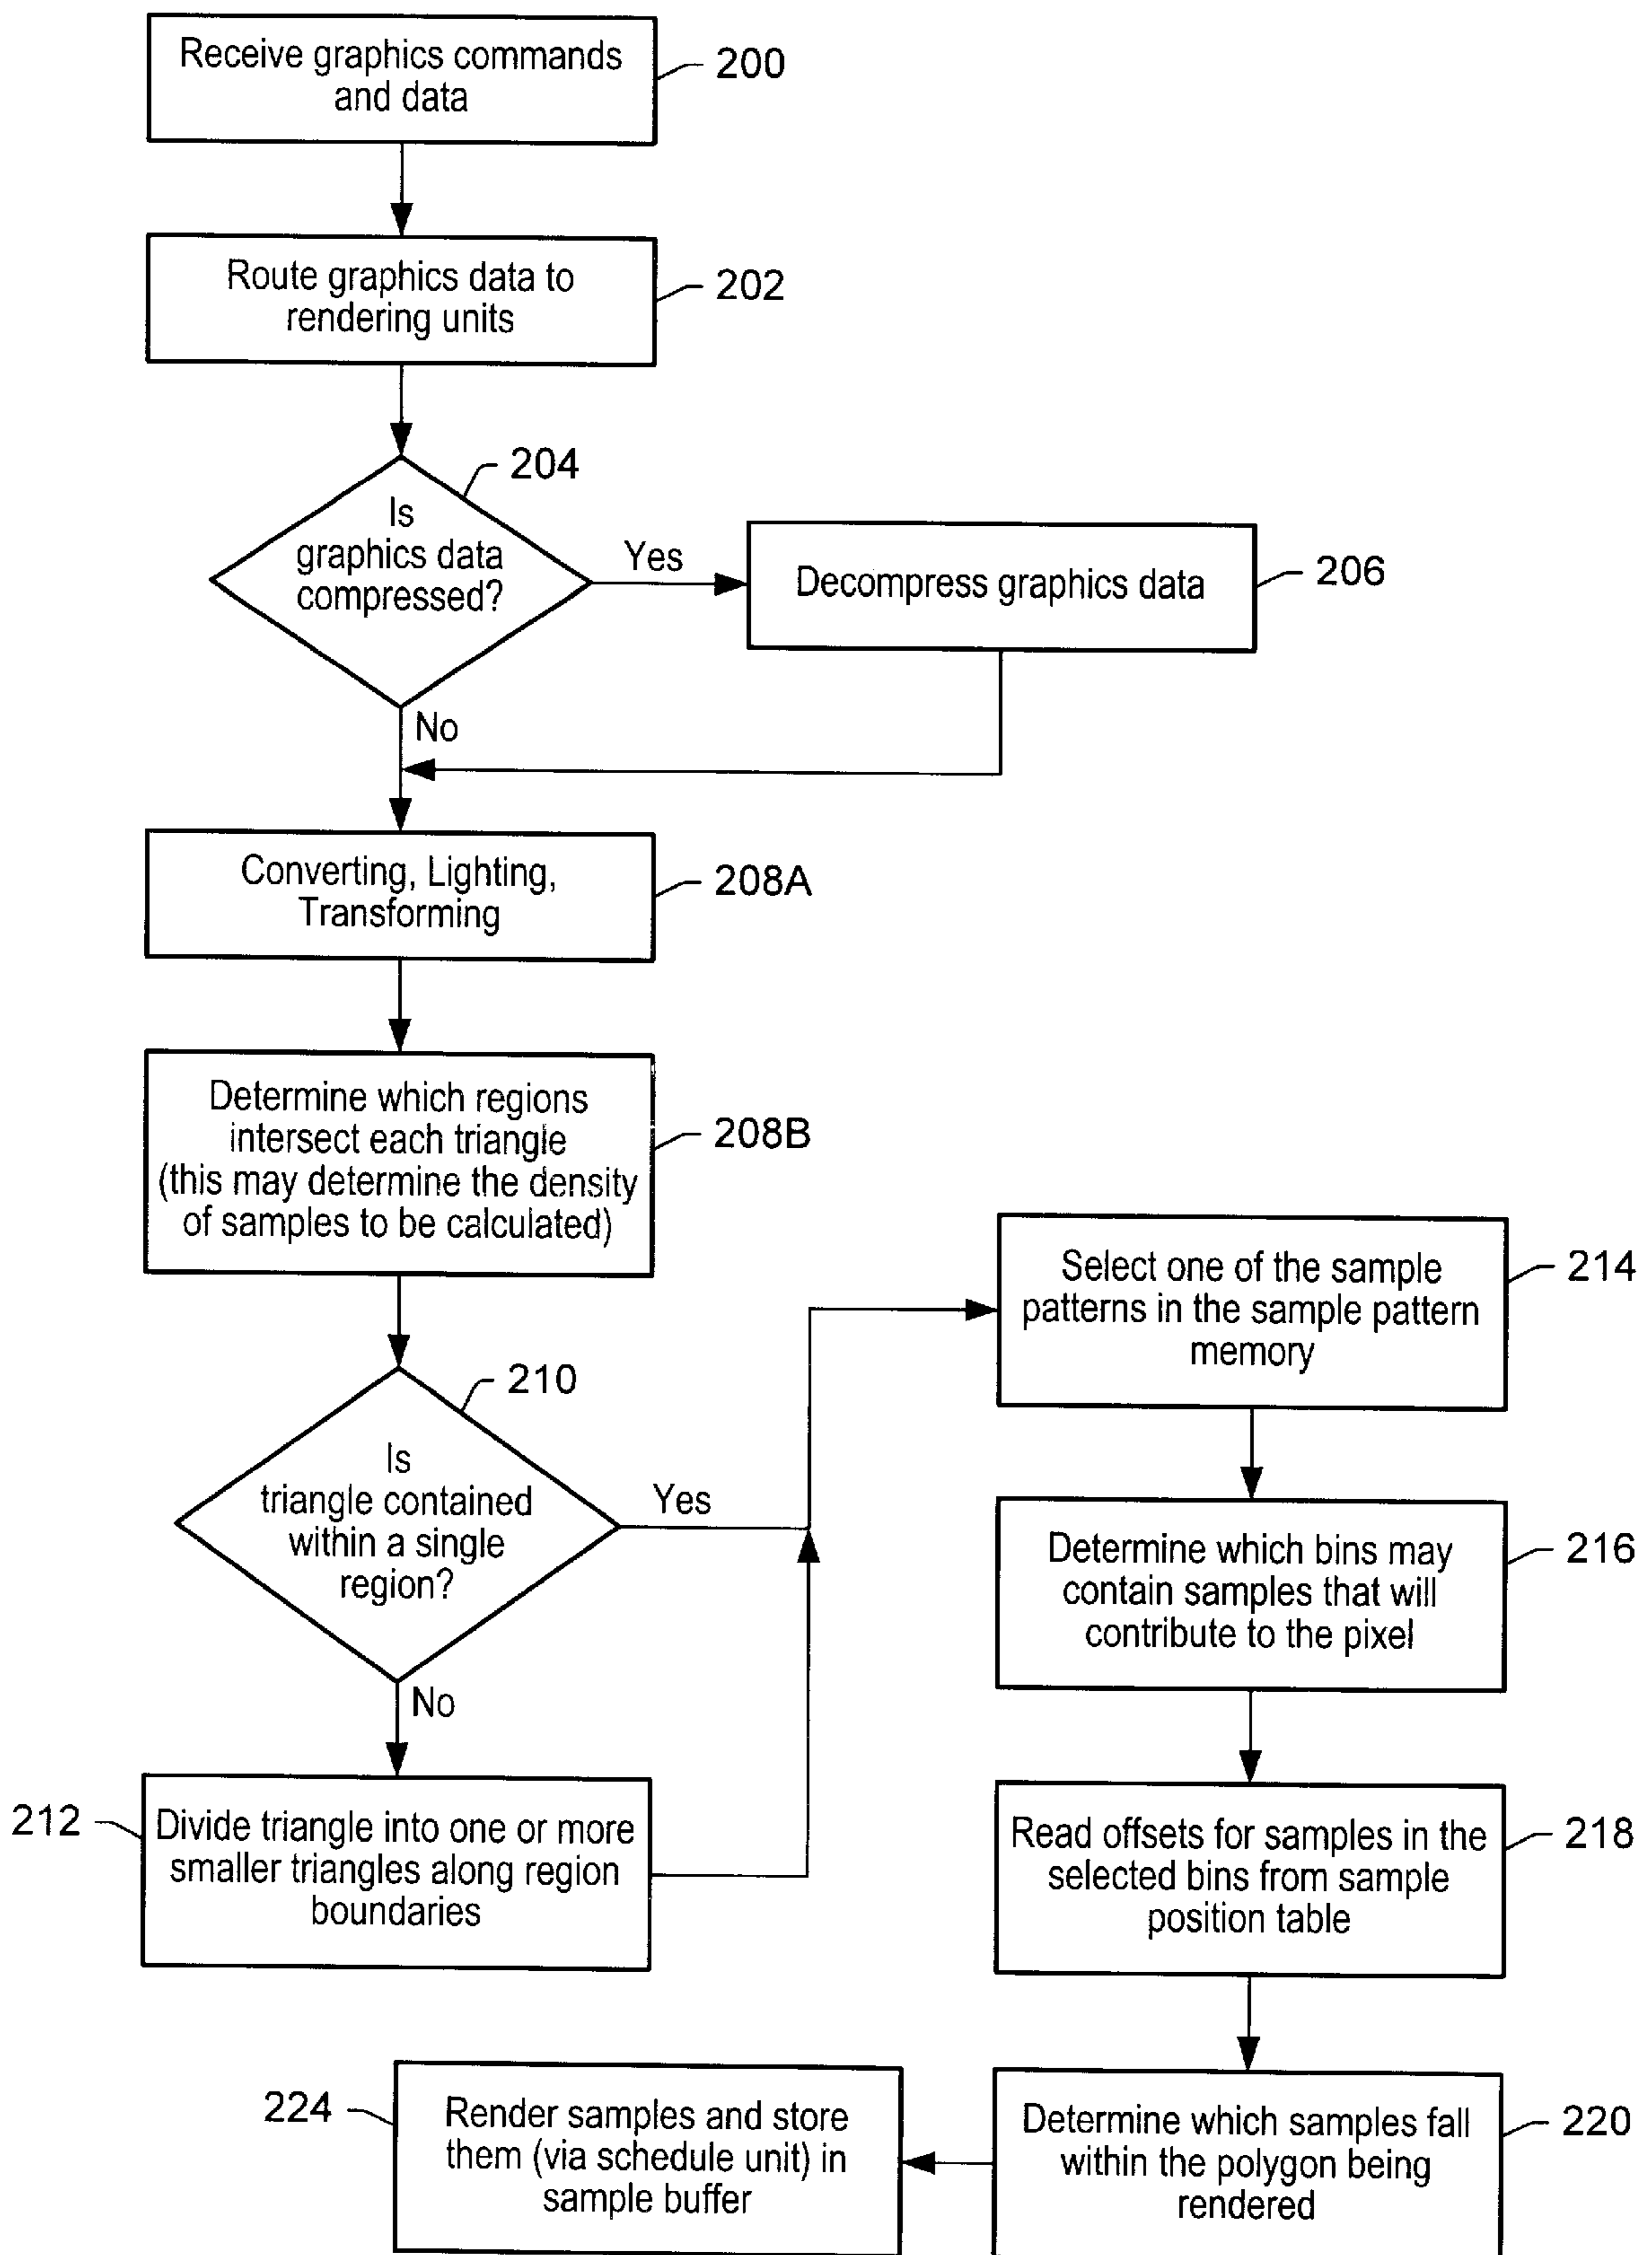 Receive graphics commands
and data
200
Route graphics data to
rendering units
202
204
Is
graphics data
compressed?
Yes
Decompress graphics data
206
No
Converting, Lighting,
Transforming
208A
Determine which regions
intersect each triangle
(this may determine the density
of samples to be calculated)
208B
210
Is
triangle contained
within a single
region?
Yes
No
212
Divide triangle into one or more
smaller triangles along region
boundaries
Select one of the sample
patterns in the sample pattern
memory
214
Determine which bins may
contain samples that will
contribute to the pixel
216
Read offsets for samples in the
selected bins from sample
position table
218
Determine which samples fall
within the polygon being
rendered
220
224
Render samples and store
them (via schedule unit) in
sample buffer